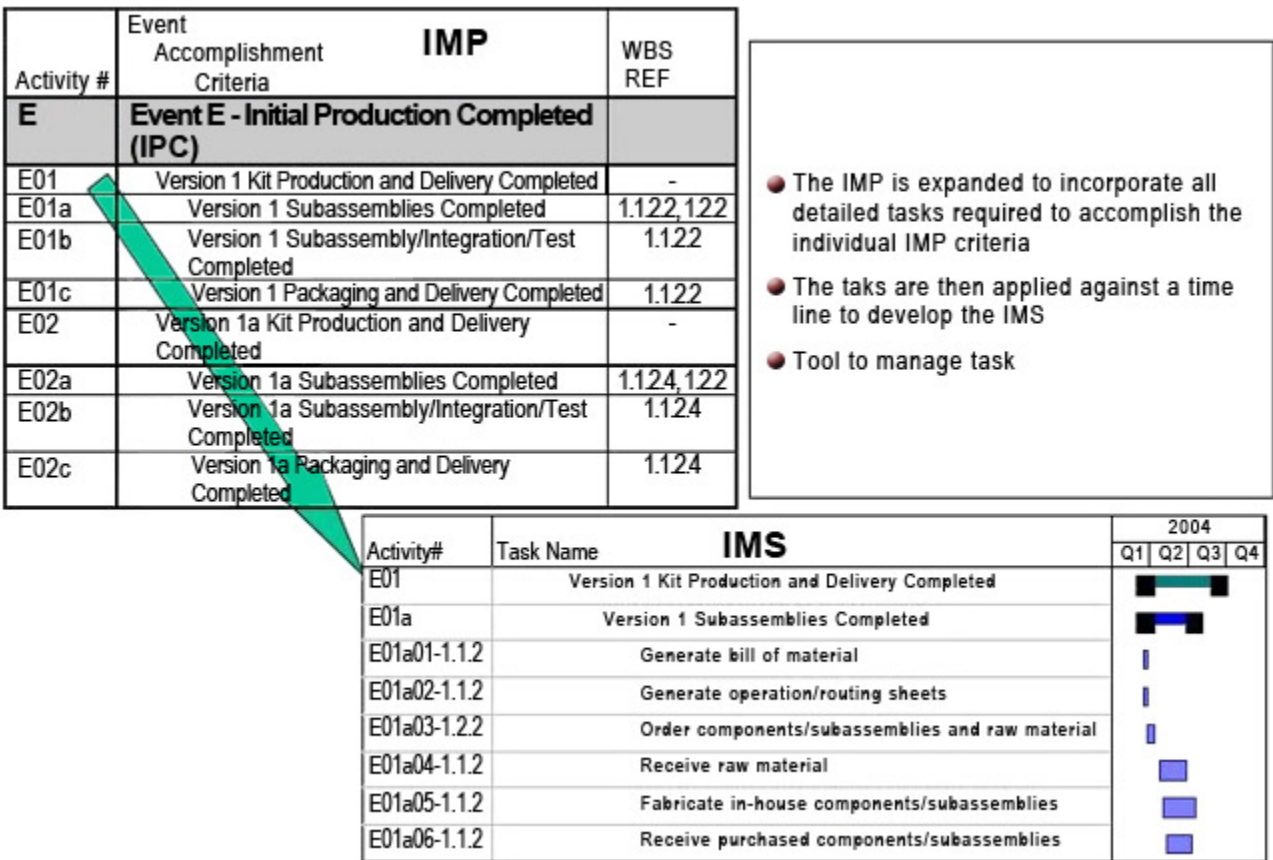 Event
Accomplishment
Criteria
IMP
WBS
REF
Activity #
E
Event E - Initial Production Completed
(IPC)
E01 Version 1 Kit Production and Delivery Completed -
E01a Version 1 Subassemblies Completed 1.1.2.2, 1.2.2
E01b Version 1 Subassembly/Integration/Test 1.1.2.2
Completed
E01c Version 1 Packaging and Delivery Completed 1.1.2.2
E02 Version 1a Kit Production and Delivery -
Completed
E02a Version 1a Subassemblies Completed 1.1.2.4, 1.2.2
E02b Version 1a Subassembly/Integration/Test 1.1.2.4
Completed
E02c Version 1a Packaging and Delivery 1.1.2.4
Completed
The IMP is expanded to incorporate all
detailed tasks required to accomplish the
individual IMP criteria
The taks are then applied against a time
line to develop the IMS
Tool to manage task
Activity# Task Name IMS 2004
Q1 Q2 Q3 Q4
E01 Version 1 Kit Production and Delivery Completed
E01a Version 1 Subassemblies Completed
E01a01-1.1.2 Generate bill of material
E01a02-1.1.2 Generate operation/routing sheets
E01a03-1.2.2 Order components/subassemblies and raw material
E01a04-1.1.2 Receive raw material
E01a05-1.1.2 Fabricate in-house components/subassemblies
E01a06-1.1.2 Receive purchased components/subassemblies